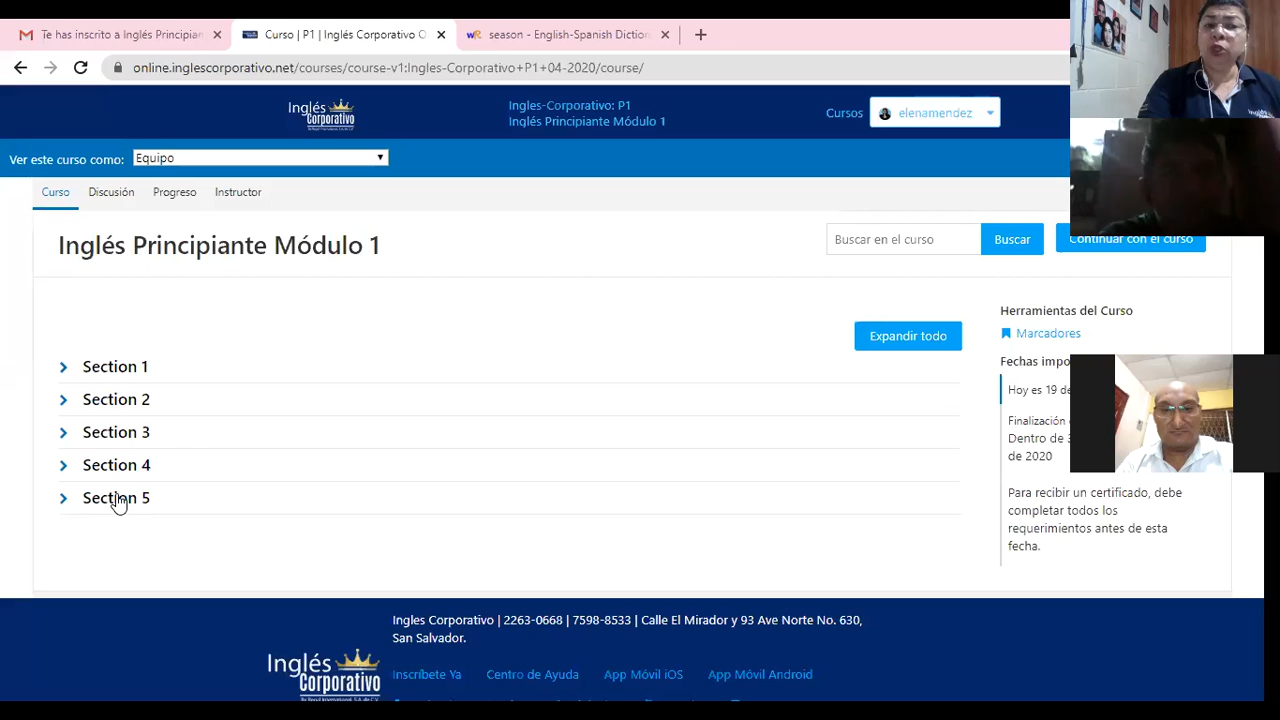 Te has inscrito a Inglés Principian
Curso | P1 | Inglés Corporativo O
season - English-Spanish Diction
online.inglescorporativo.net/courses/course-v1:Ingles-Corporativo+P1+04-2020/course/
Inglés
Corporativo
Ingles-Corporativo: P1
Inglés Principiante Módulo 1
Cursos
elenamendez
Ver este curso como:
Equipo
Curso
Discusión
Progreso
Instructor
Inglés Principiante Módulo 1
Buscar en el curso
Buscar
Continuar con el curso
Expandir todo
Section 1
Section 2
Section 3
Section 4
Section 5
Herramientas del Curso
Marcadores
Fechas impo
Hoy es 19 de
Finalización
Dentro de 3
de 2020
Para recibir un certificado, debe
completar todos los
requerimientos antes de esta
fecha.
Ingles Corporativo | 2263-0668 | 7598-8533 | Calle El Mirador y 93 Ave Norte No. 630,
San Salvador.
Inglés
Corporativo
Inscríbete Ya
Centro de Ayuda
App Móvil iOS
App Móvil Android